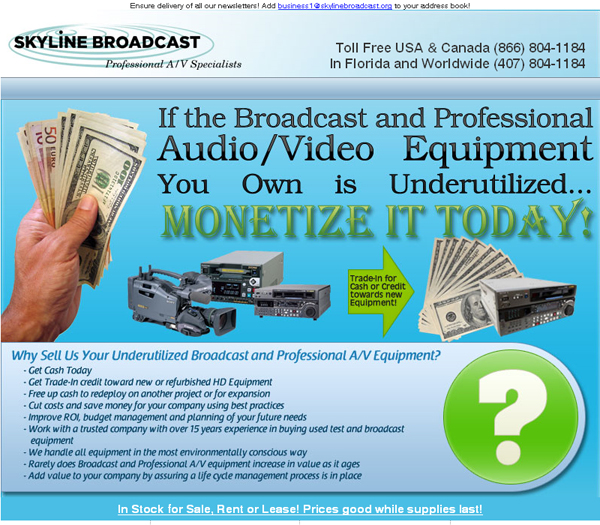 Ensure delivery of all our newsletters! Add business1@skylinebroadcast.org to your address book!
SKYLINE BROADCAST
Professional A/V Specialists
Toll Free USA & Canada (866) 804-1184
In Florida and Worldwide (407) 804-1184
If the Broadcast and Professional
Audio/Video Equipment
You Own is Underutilized...
MONETIZE IT TODAY!
Trade-In for
Cash or Credit
towards new
Equipment!
Why Sell Us Your Underutilized Broadcast and Professional A/V Equipment?
- Get Cash Today
- Get Trade-In credit toward new or refurbished HD Equipment
- Free up cash to redeploy on another project or for expansion
- Cut costs and save money for your company using best practices
- Improve ROI, budget management and planning of your future needs
- Work with a trusted company with over 15 years experience in buying used test and broadcast
equipment
- We handle all equipment in the most environmentally conscious way
- Rarely does Broadcast and Professional A/V equipment increase in value as it ages
- Add value to your company by assuring a life cycle management process is in place
?
In Stock for Sale, Rent or Lease! Prices good while supplies last!